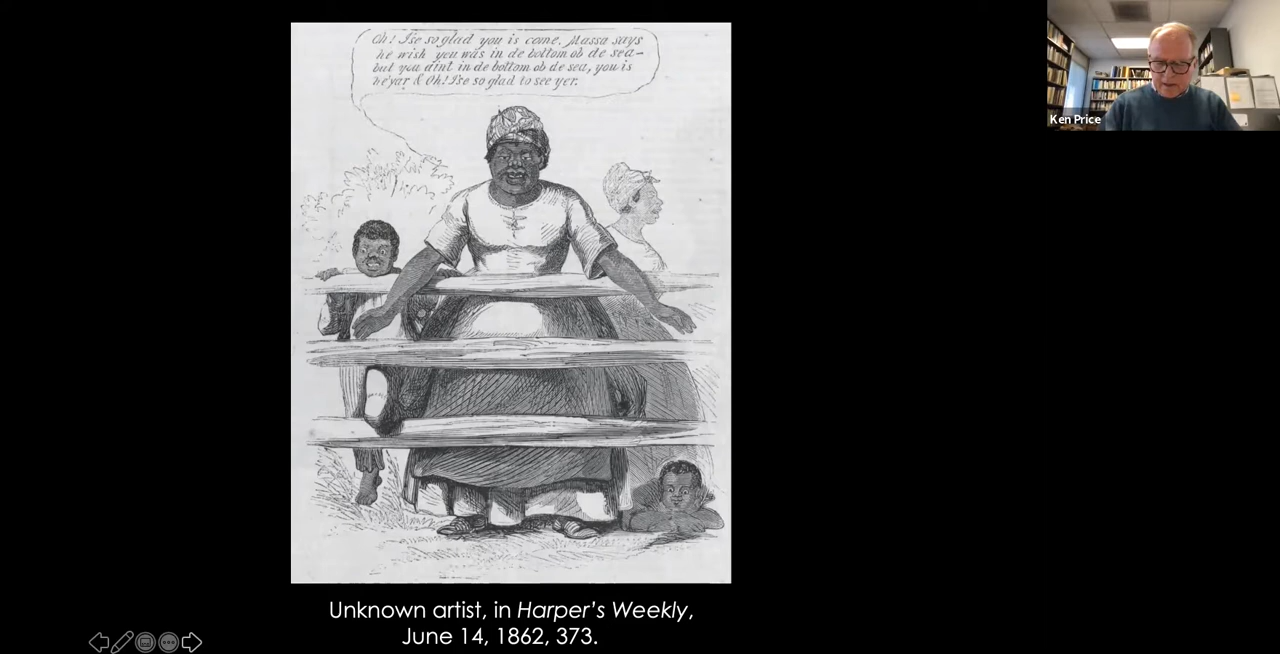 Oh! I'se so glad you is come. Massa says
he wish you was in de bottom ob de sea—
but you aint in de bottom ob de sea, you is
he'yar & Oh! I'se so glad to see yer.
Ken Price
Unknown artist, in Harper's Weekly,
June 14, 1862, 373.